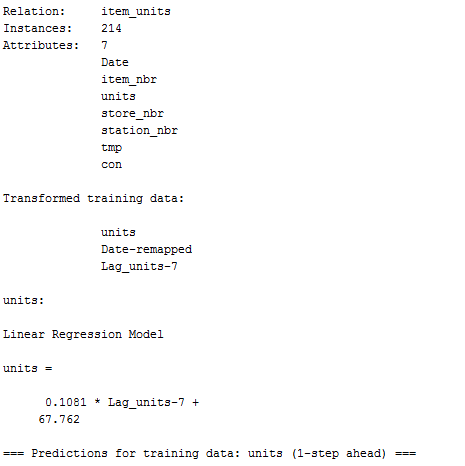 Relation: item_units
Instances: 214
Attributes: 7
Date
item_nbr
units
store_nbr
station_nbr
tmp
con
Transformed training data:
units
Date-remapped
Lag_units-7
units:
Linear Regression Model
units =
0.1081 * Lag_units-7 +
67.762
=== Predictions for training data: units (1-step ahead) ===